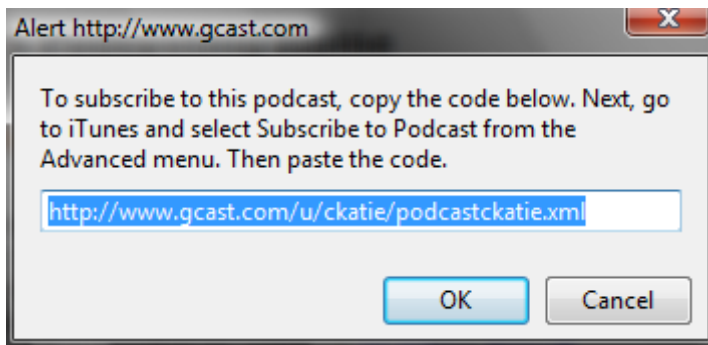 Alert http://www.gcast.com
To subscribe to this podcast, copy the code below. Next, go
to iTunes and select Subscribe to Podcast from the
Advanced menu. Then paste the code.
http://www.gcast.com/u/ckatie/podcastckatie.xml
OK Cancel